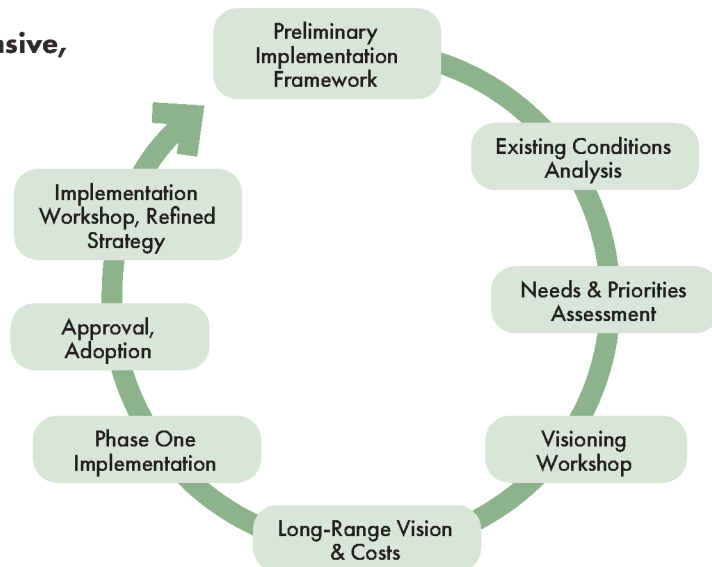 nsive,
Preliminary
Implementation
Framework
Existing Conditions
Analysis
Needs & Priorities
Assessment
Visioning
Workshop
Long-Range Vision
& Costs
Phase One
Implementation
Approval,
Adoption
Implementation
Workshop, Refined
Strategy